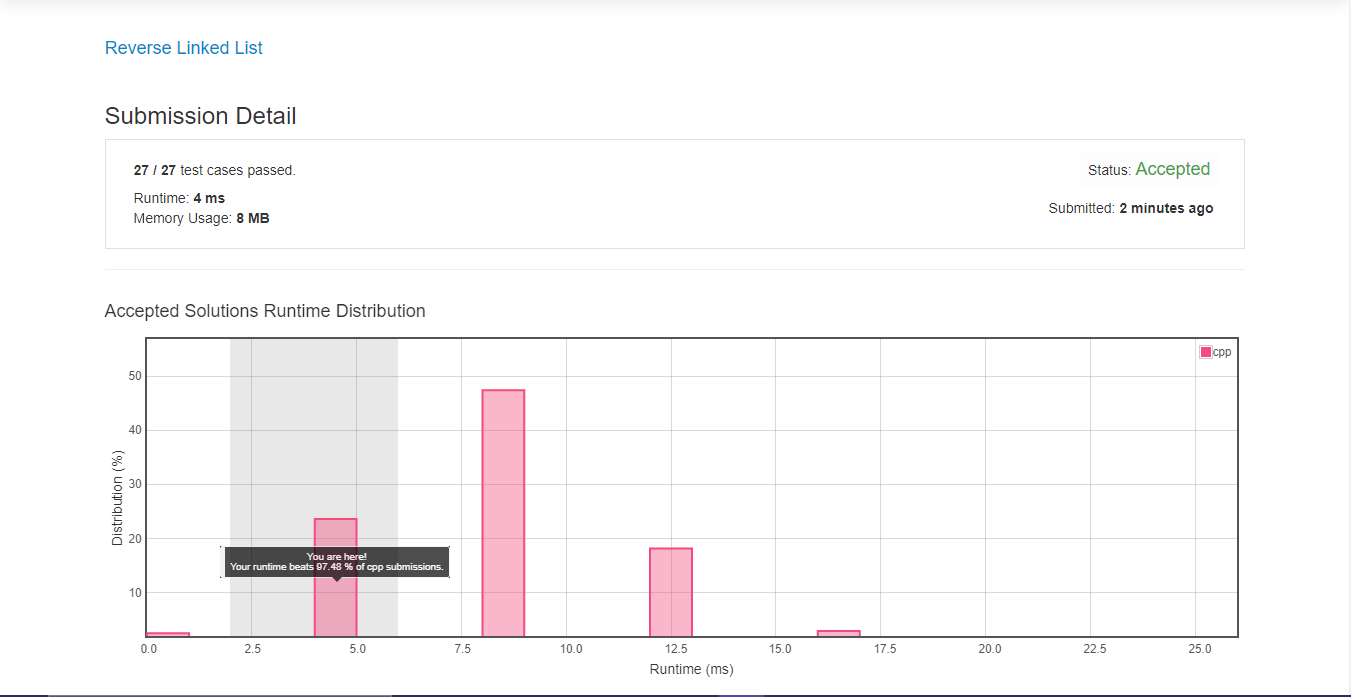 Reverse Linked List
Submission Detail
27 / 27 test cases passed.
Status: Accepted
Runtime: 4 ms
Memory Usage: 8 MB
Submitted: 2 minutes ago
Accepted Solutions Runtime Distribution
cpp
50
40
30
20
10
Distribution (%)
You are here!
Your runtime beats 97.48 % of cpp submissions.
0.0 2.5 5.0 7.5 10.0 12.5 15.0 17.5 20.0 22.5 25.0
Runtime (ms)